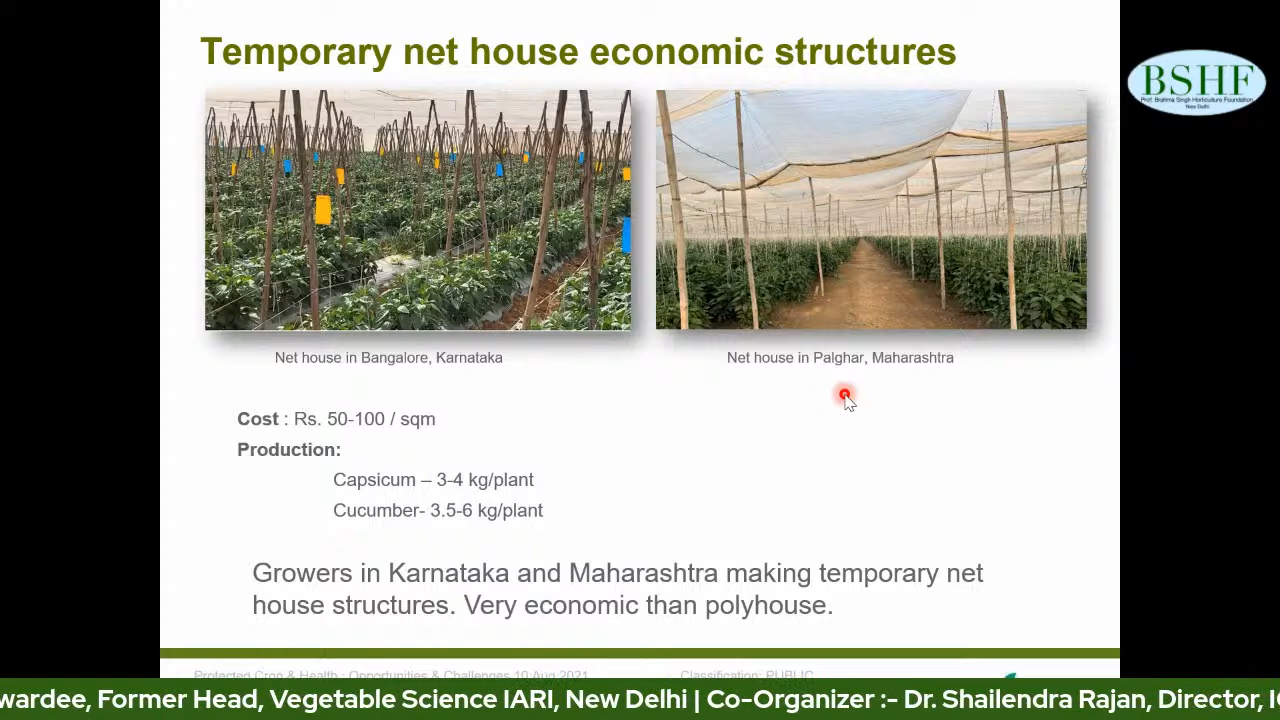 Temporary net house economic structures
BSHF
Prof. Brahma Singh Horticulture Foundation
New Delhi
Net house in Bangalore, Karnataka
Net house in Palghar, Maharashtra
Cost : Rs. 50-100 / sqm
Production:
Capsicum – 3-4 kg/plant
Cucumber- 3.5-6 kg/plant
Growers in Karnataka and Maharashtra making temporary net
house structures. Very economic than polyhouse.
Protected Crop & Health : Opportunities & Challenges 10 Aug 2021
Classification: PUBLIC
wardee, Former Head, Vegetable Science IARI, New Delhi | Co-Organizer :- Dr. Shailendra Rajan, Director,